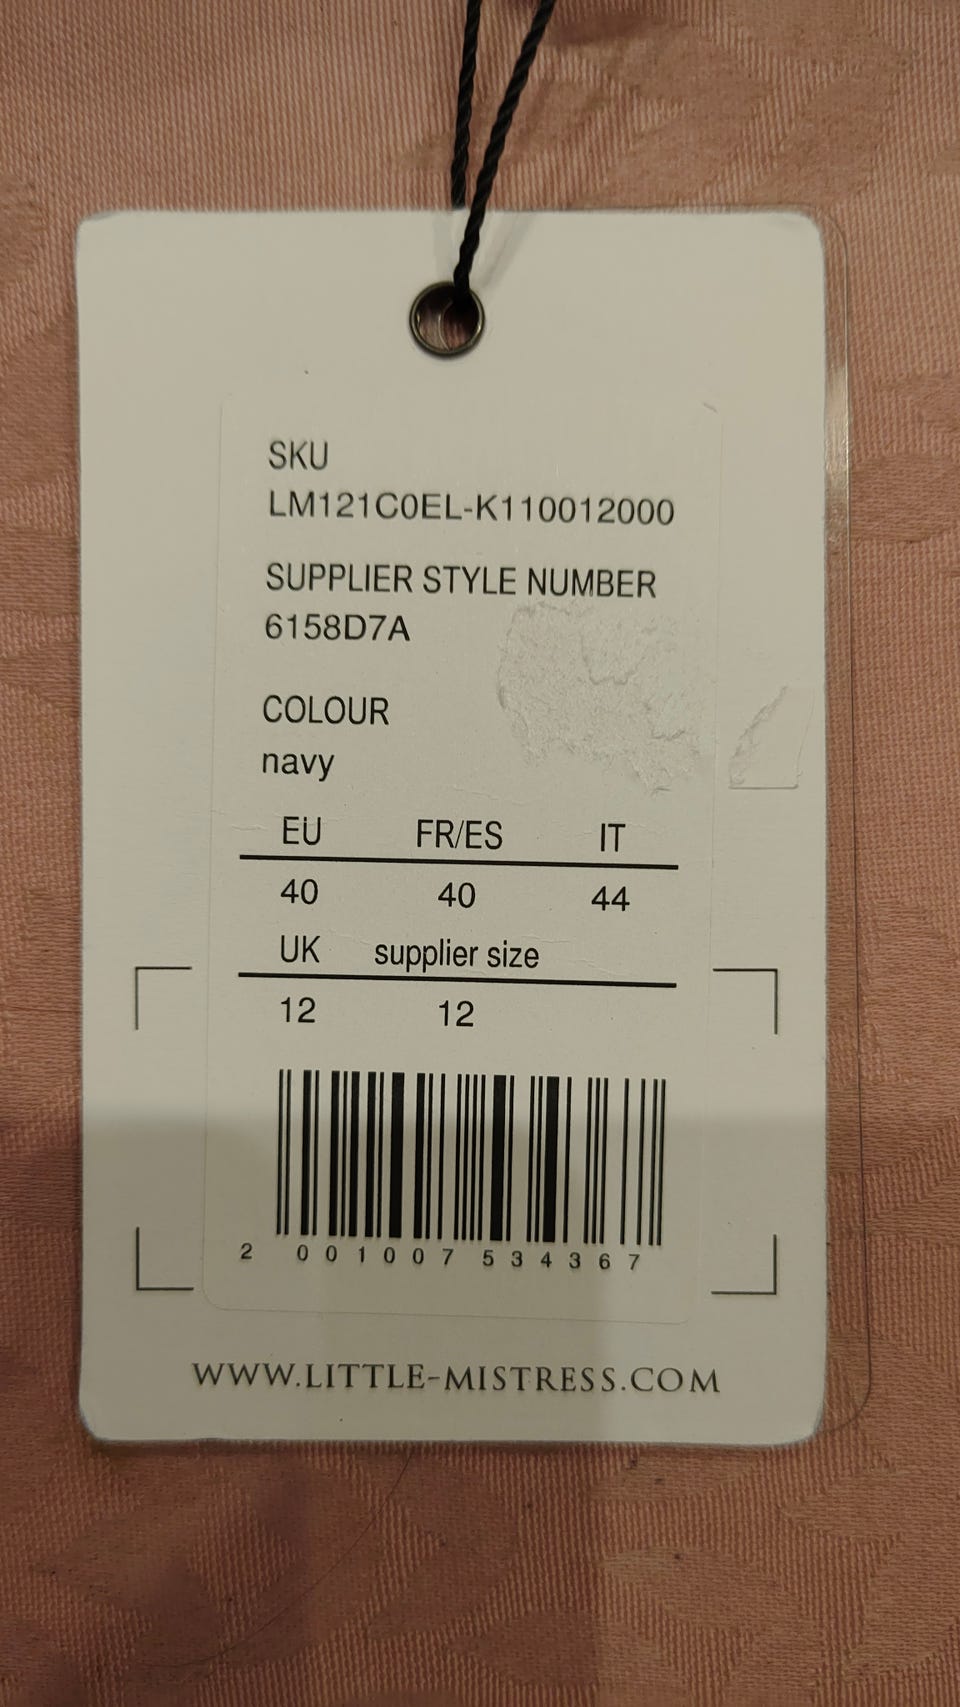 SKU
LM121C0EL-K110012000
SUPPLIER STYLE NUMBER
6158D7A
COLOUR
navy
EU FR/ES IT
40 40 44
UK supplier size
12 12
2 001007 534367
WWW.LITTLE-MISTRESS.COM